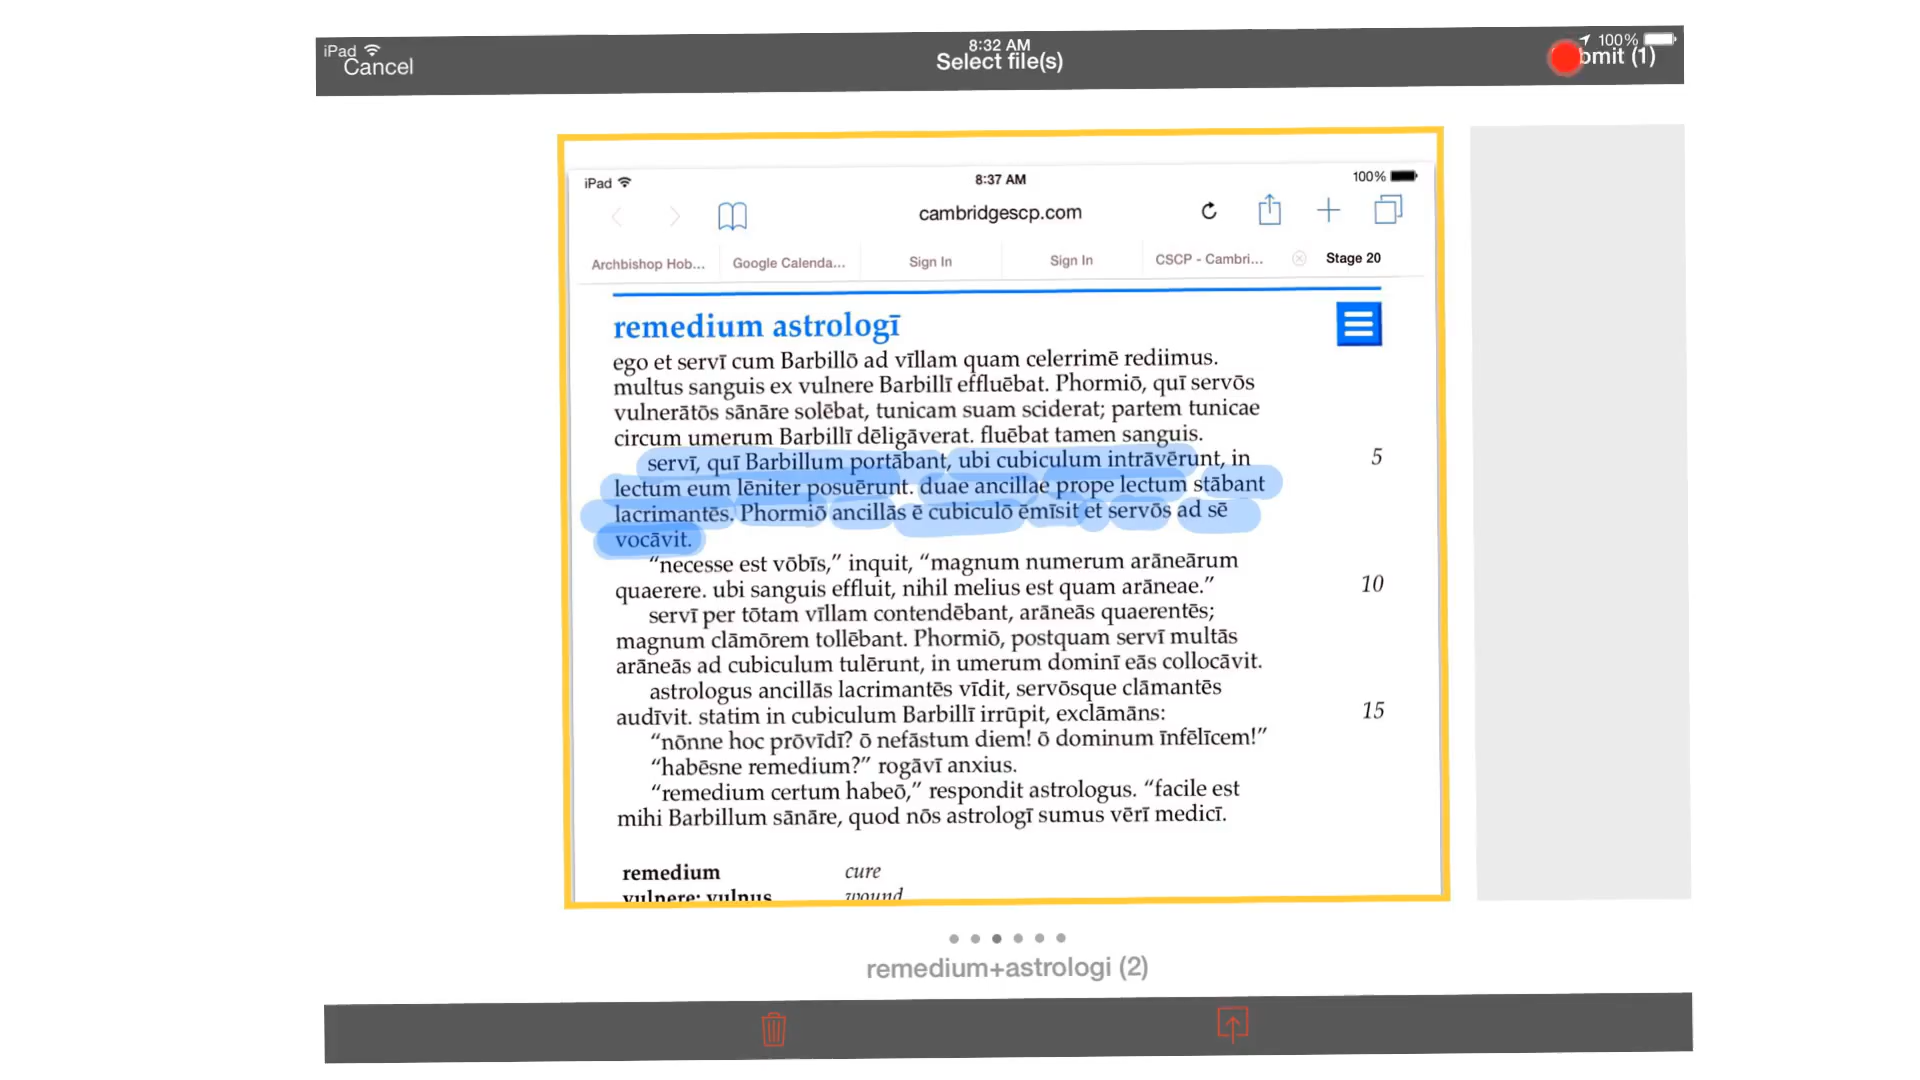 iPad
8:32 AM
100%
Cancel
Select file(s)
bmit (1)
iPad
8:37 AM
100%
cambridgescp.com
Archbishop Hob...
Google Calenda...
Sign In
Sign In
CSCP - Cambri...
Stage 20
remedium astrologī
ego et servī cum Barbillō ad vīllam quam celerrimē rediimus.
multus sanguis ex vulnere Barbillī effluēbat. Phormiō, quī servōs
vulnerātōs sānāre solēbat, tunicam suam sciderat; partem tunicae
circum umerum Barbillī dēligāverat. fluēbat tamen sanguis.
servī, quī Barbillum portābant, ubi cubiculum intrāvērunt, in 5
lectum eum lēniter posuērunt. duae ancillae prope lectum stābant
lacrimantēs. Phormiō ancillās ē cubiculō ēmīsit et servōs ad sē
vocāvit.
“necesse est vōbīs,” inquit, “magnum numerum arāneārum
quaerere. ubi sanguis effluit, nihil melius est quam arāneae.” 10
servī per tōtam vīllam contendēbant, arāneās quaerentēs;
magnum clāmōrem tollēbant. Phormiō, postquam servī multās
arāneās ad cubiculum tulērunt, in umerum dominī eās collocāvit.
astrologus ancillās lacrimantēs vīdit, servōsque clāmantēs
audīvit. statim in cubiculum Barbillī irrūpit, exclāmāns: 15
“nōnne hoc prōvīdī? ō nefāstum diem! ō dominum īnfēlīcem!”
“habēsne remedium?” rogāvī anxius.
“remedium certum habeō,” respondit astrologus. “facile est
mihi Barbillum sānāre, quod nōs astrologī sumus vērī medicī.
remedium cure
vulnere: vulnus wound
remedium+astrologi (2)